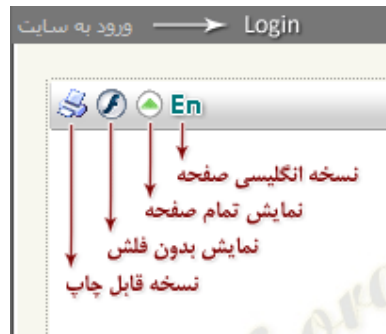 ورود به سایت Login
En
نسخه انگلیسی صفحه
نمایش تمام صفحه
نمایش بدون فلش
نسخه قابل چاپ